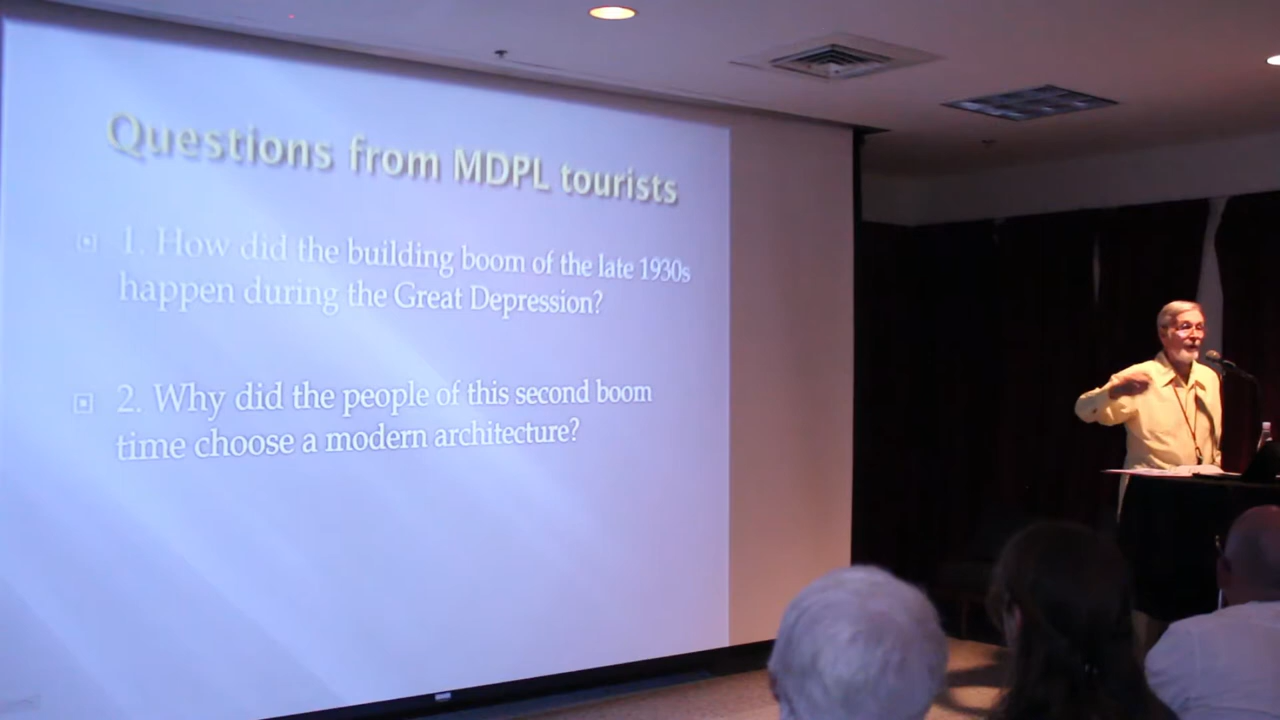 Questions from MDPL tourists
1. How did the building boom of the late 1930s
happen during the Great Depression?
2. Why did the people of this second boom
time choose a modern architecture?